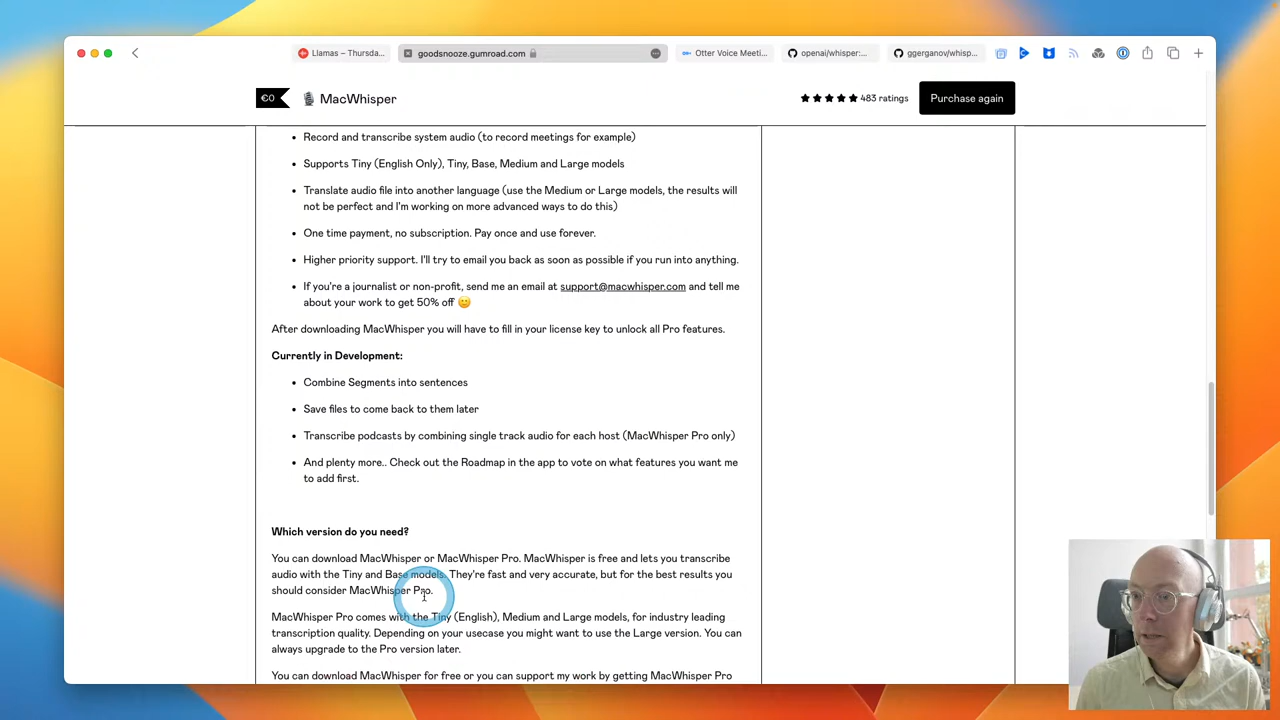 Llamas – Thursda...
goodsnooze.gumroad.com
Otter Voice Meeti...
openai/whisper:...
ggerganov/whisp...
€0
MacWhisper
483 ratings
Purchase again
Record and transcribe system audio (to record meetings for example)
Supports Tiny (English Only), Tiny, Base, Medium and Large models
Translate audio file into another language (use the Medium or Large models, the results will
not be perfect and I'm working on more advanced ways to do this)
One time payment, no subscription. Pay once and use forever.
Higher priority support. I'll try to email you back as soon as possible if you run into anything.
If you're a journalist or non-profit, send me an email at support@macwhisper.com and tell me
about your work to get 50% off 🙂
After downloading MacWhisper you will have to fill in your license key to unlock all Pro features.
Currently in Development:
Combine Segments into sentences
Save files to come back to them later
Transcribe podcasts by combining single track audio for each host (MacWhisper Pro only)
And plenty more.. Check out the Roadmap in the app to vote on what features you want me
to add first.
Which version do you need?
You can download MacWhisper or MacWhisper Pro. MacWhisper is free and lets you transcribe
audio with the Tiny and Base models. They're fast and very accurate, but for the best results you
should consider MacWhisper Pro.
MacWhisper Pro comes with the Tiny (English), Medium and Large models, for industry leading
transcription quality. Depending on your usecase you might want to use the Large version. You can
always upgrade to the Pro version later.
You can download MacWhisper for free or you can support my work by getting MacWhisper Pro